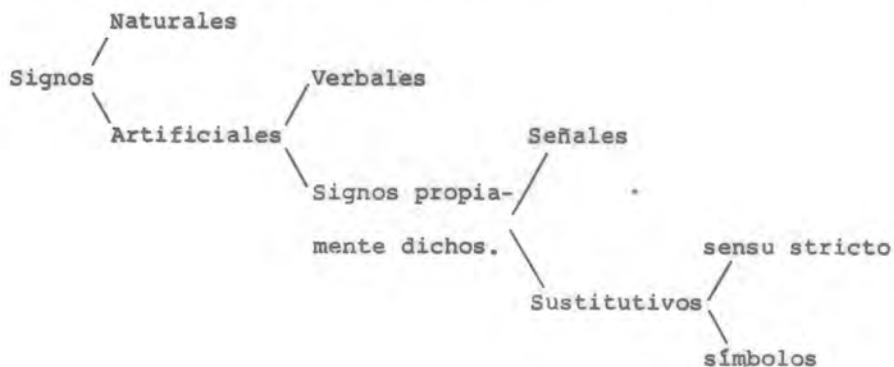 Naturales
Signos
Verbales
Artificiales
Señales
Signos propia-
mente dichos.
sensu stricto
Sustitutivos
símbolos